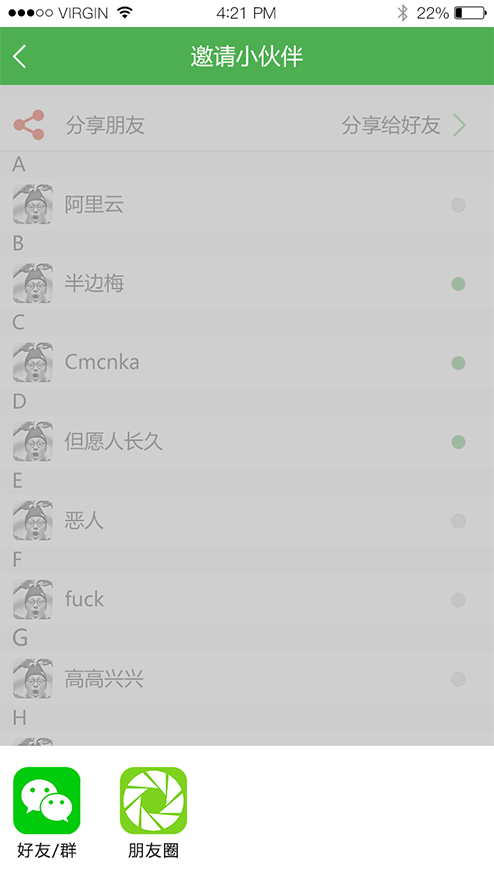 VIRGIN 4:21 PM 22%
邀请小伙伴
分享朋友 分享给好友
A
阿里云
B
半边梅
C
Cmcnka
D
但愿人长久
E
恶人
F
fuck
G
高高兴兴
H
好友/群 朋友圈